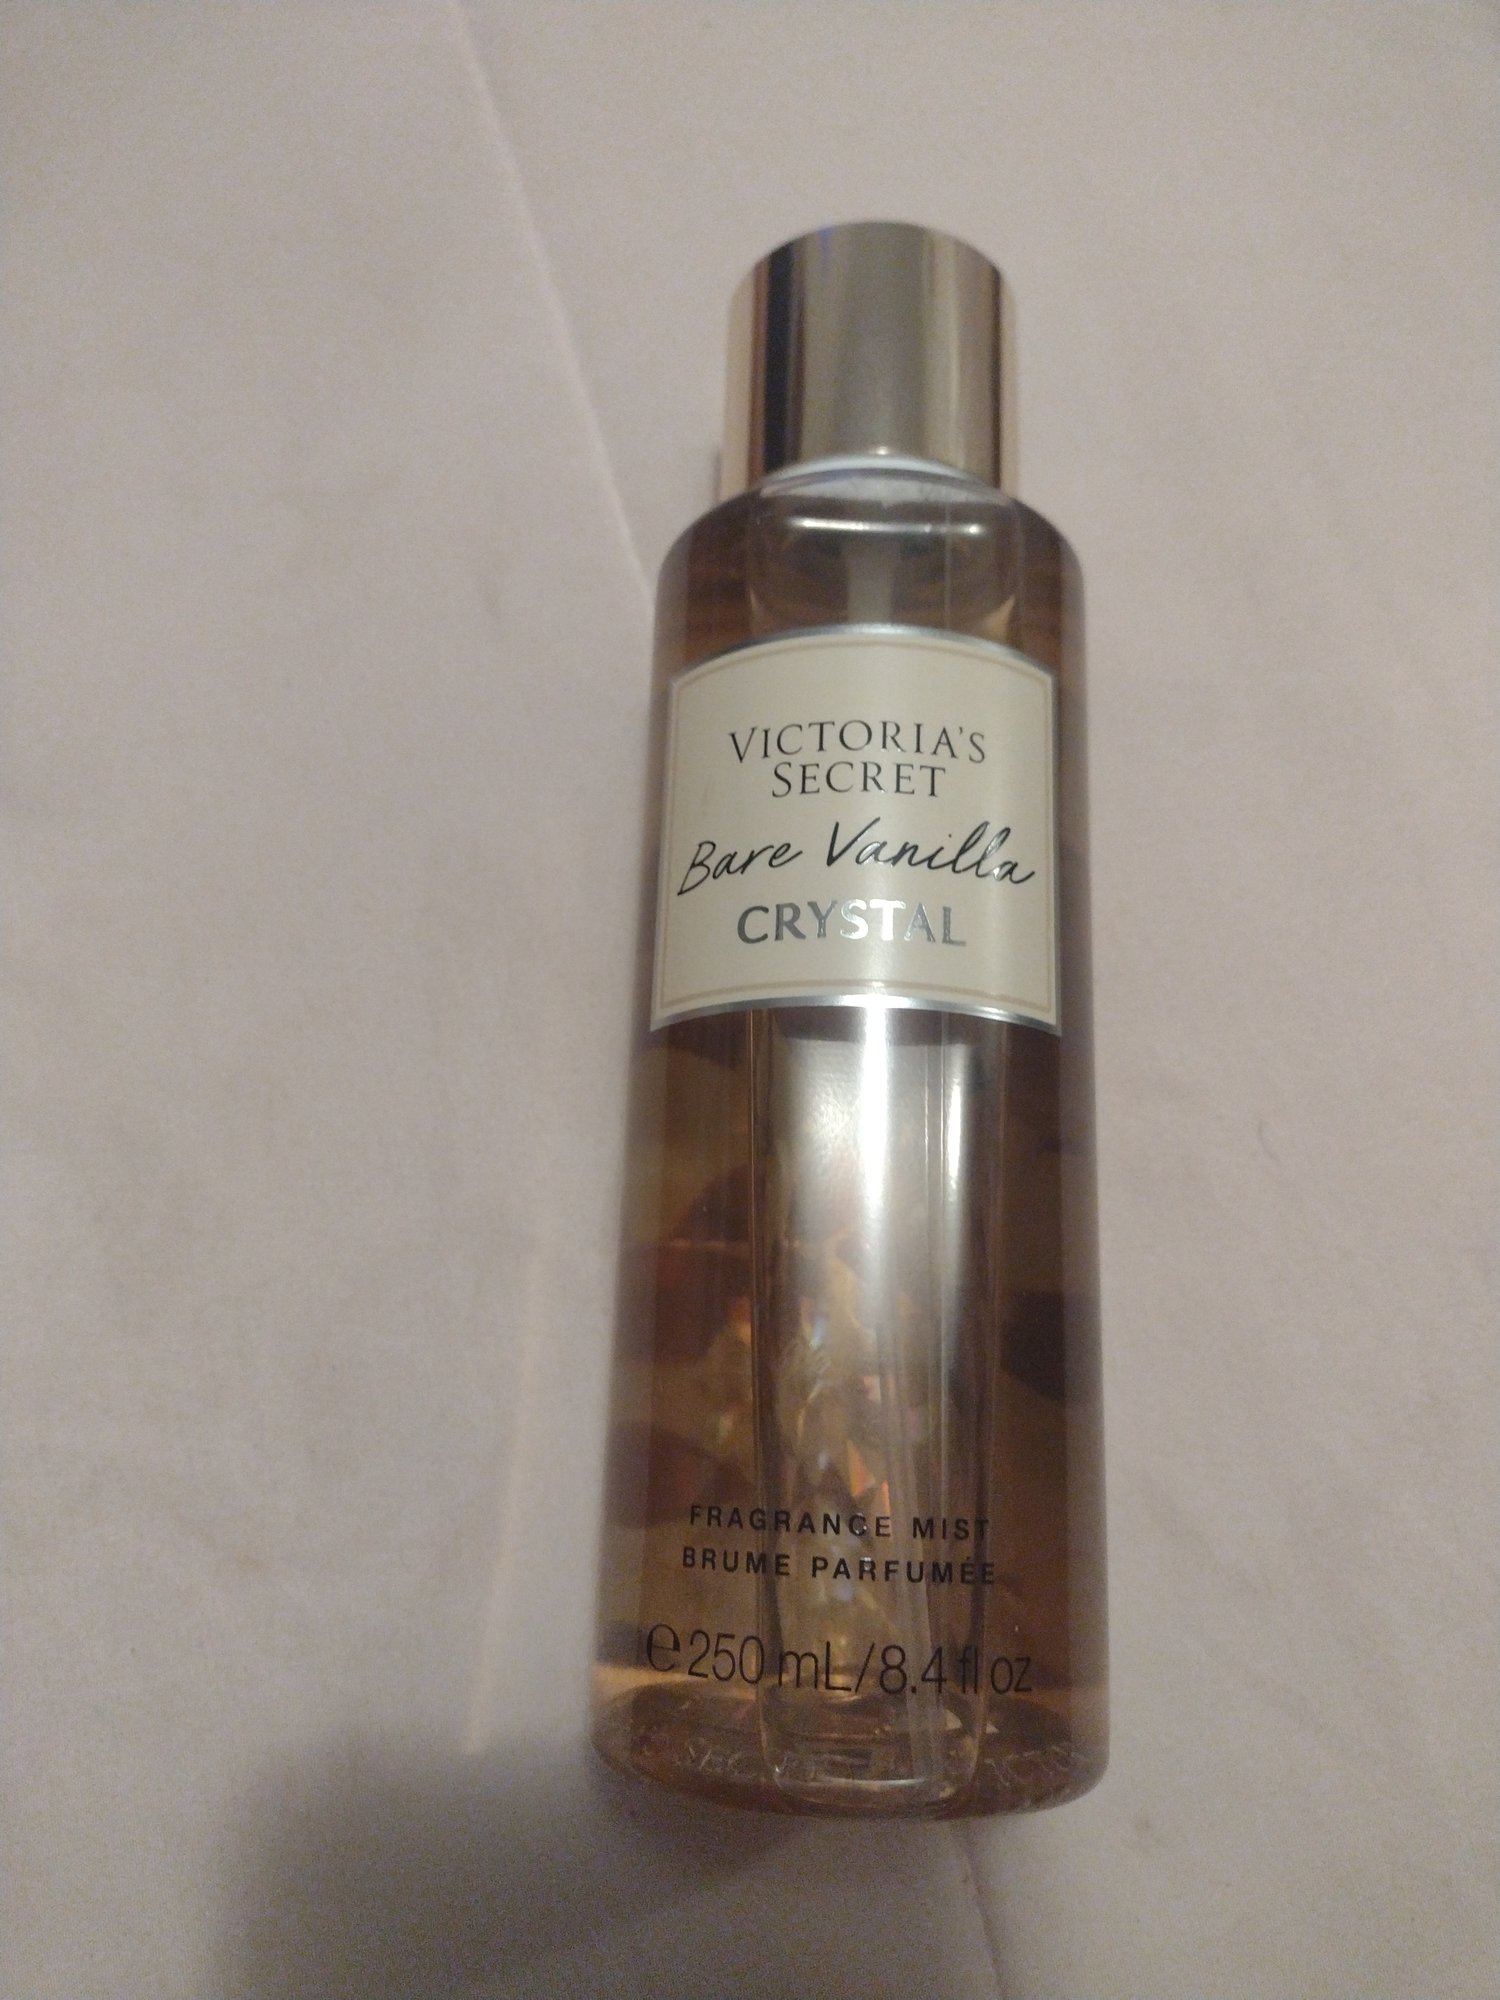 VICTORIA'S
SECRET
Bare Vanilla
CRYSTAL
FRAGRANCE MIST
BRUME PARFUMÉE
℮250 mL/8.4 fl oz